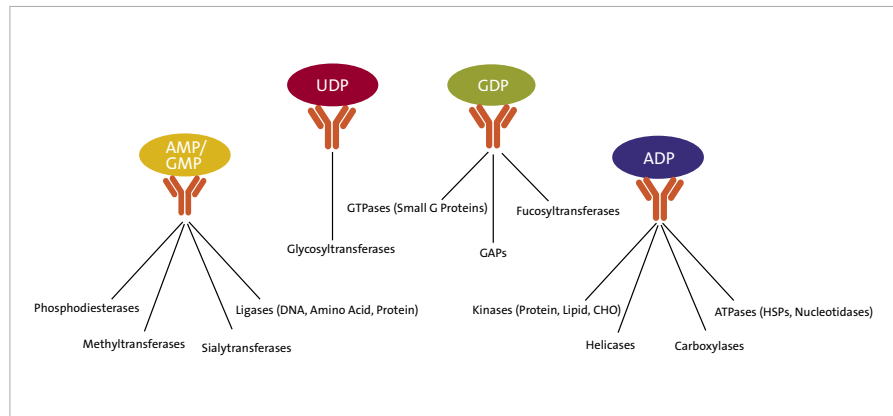 UDP
GDP
AMP/
GMP
ADP
GTPases (Small G Proteins)
Fucosyltransferases
Glycosyltransferases
GAPs
Phosphodiesterases
Ligases (DNA, Amino Acid, Protein)
Kinases (Protein, Lipid, CHO)
ATPases (HSPs, Nucleotidases)
Methyltransferases
Sialytransferases
Helicases
Carboxylases